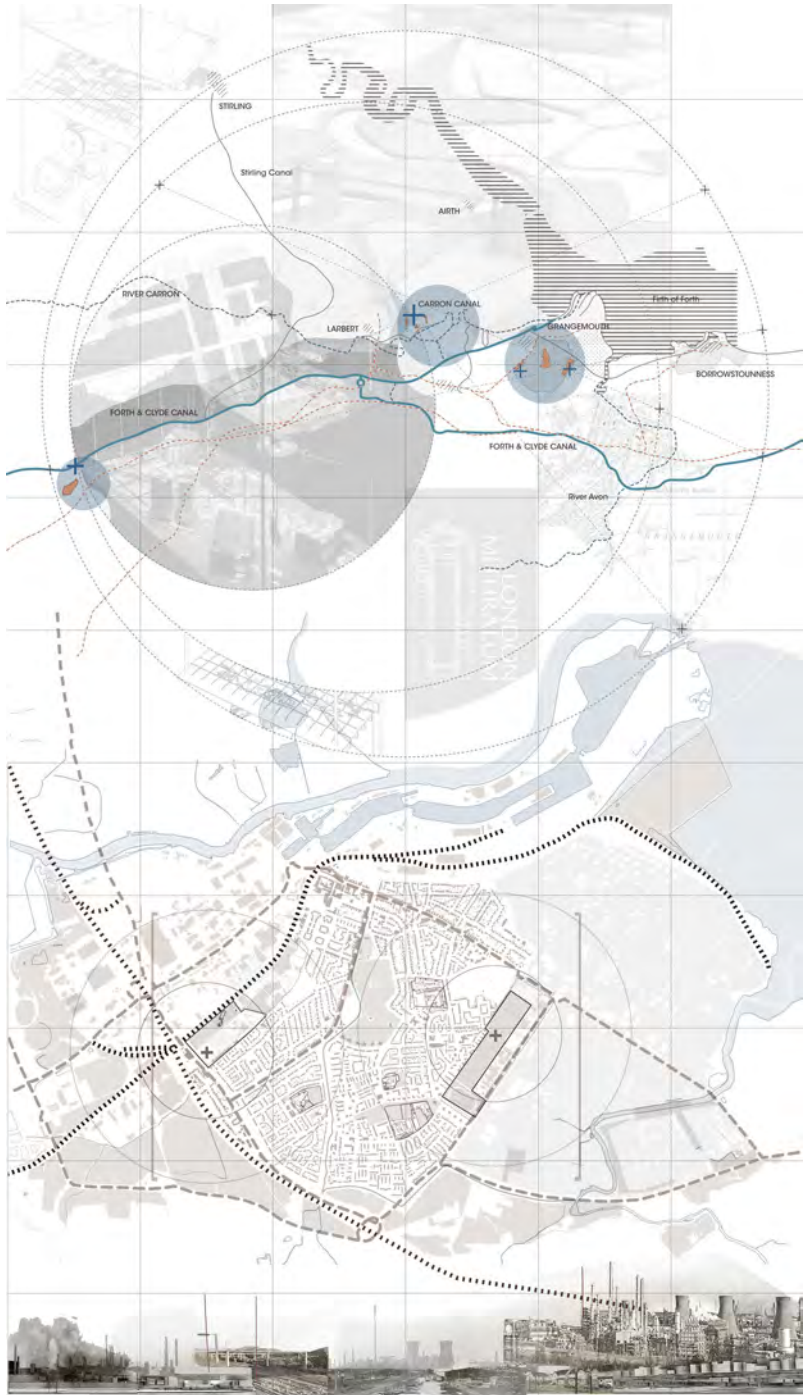 STIRLING
Stirling Canal
AIRTH
RIVER CARRON
CARRON CANAL
Firth of Forth
LARBERT
GRANGEMOUTH
BORROWSTOUNNESS
FORTH & CLYDE CANAL
FORTH & CLYDE CANAL
River Avon
LONDON